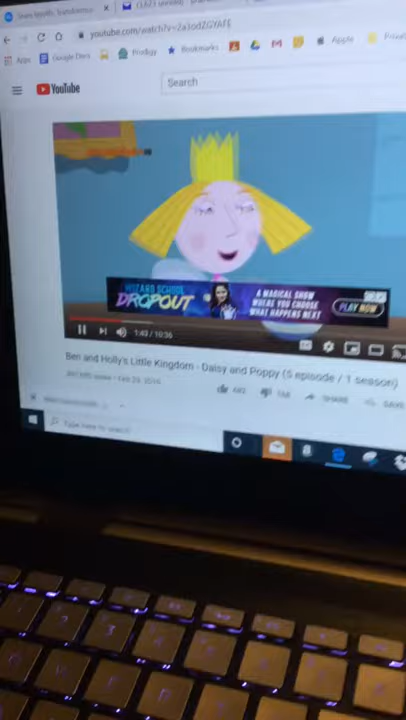 youtube.com/watch?v=2a1odZGYAFE
Apps
Google Docs
Prodigy
Bookmarks
Apple
YouTube
Search
WIZARD SCHOOL
DROPOUT
A MAGICAL SHOW
WHERE YOU CHOOSE
WHAT HAPPENS NEXT
PLAY NOW
1:43 / 10:36
Ben and Holly's Little Kingdom - Daisy and Poppy (5 episode / 1 season)
SHARE
SAVE
Type here to search